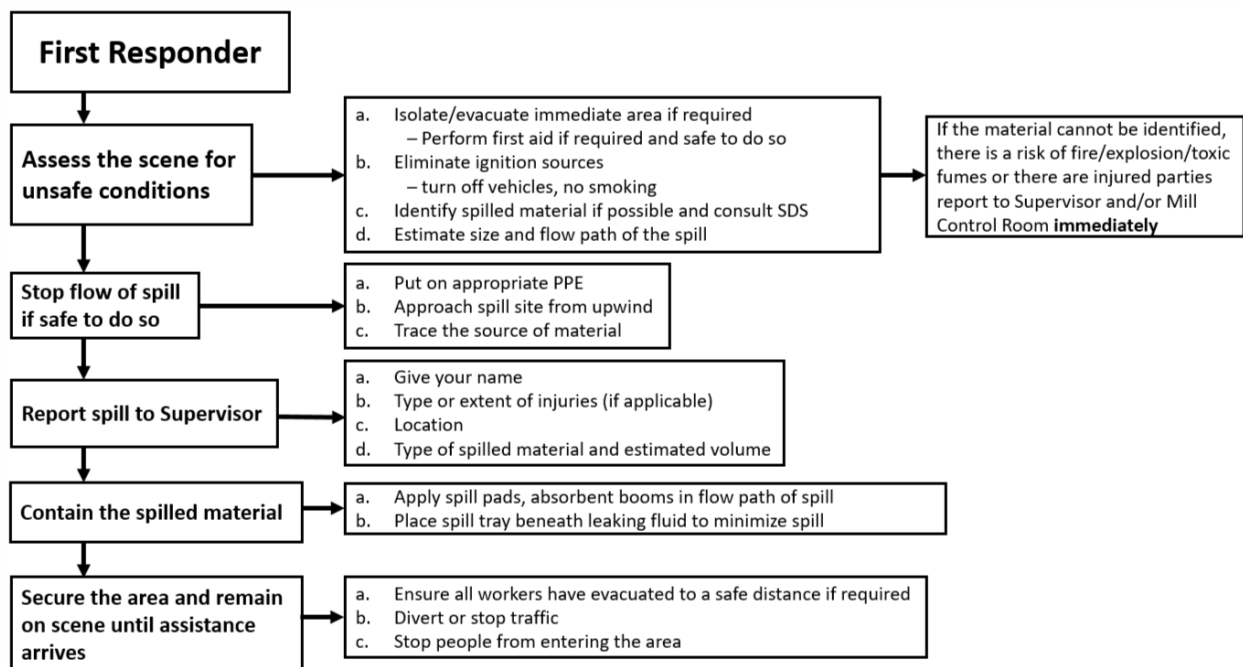 First Responder
Assess the scene for
unsafe conditions
a. Isolate/evacuate immediate area if required
– Perform first aid if required and safe to do so
b. Eliminate ignition sources
– turn off vehicles, no smoking
c. Identify spilled material if possible and consult SDS
d. Estimate size and flow path of the spill
If the material cannot be identified,
there is a risk of fire/explosion/toxic
fumes or there are injured parties
report to Supervisor and/or Mill
Control Room immediately
Stop flow of spill
if safe to do so
a. Put on appropriate PPE
b. Approach spill site from upwind
c. Trace the source of material
Report spill to Supervisor
a. Give your name
b. Type or extent of injuries (if applicable)
c. Location
d. Type of spilled material and estimated volume
Contain the spilled material
a. Apply spill pads, absorbent booms in flow path of spill
b. Place spill tray beneath leaking fluid to minimize spill
Secure the area and remain
on scene until assistance
arrives
a. Ensure all workers have evacuated to a safe distance if required
b. Divert or stop traffic
c. Stop people from entering the area